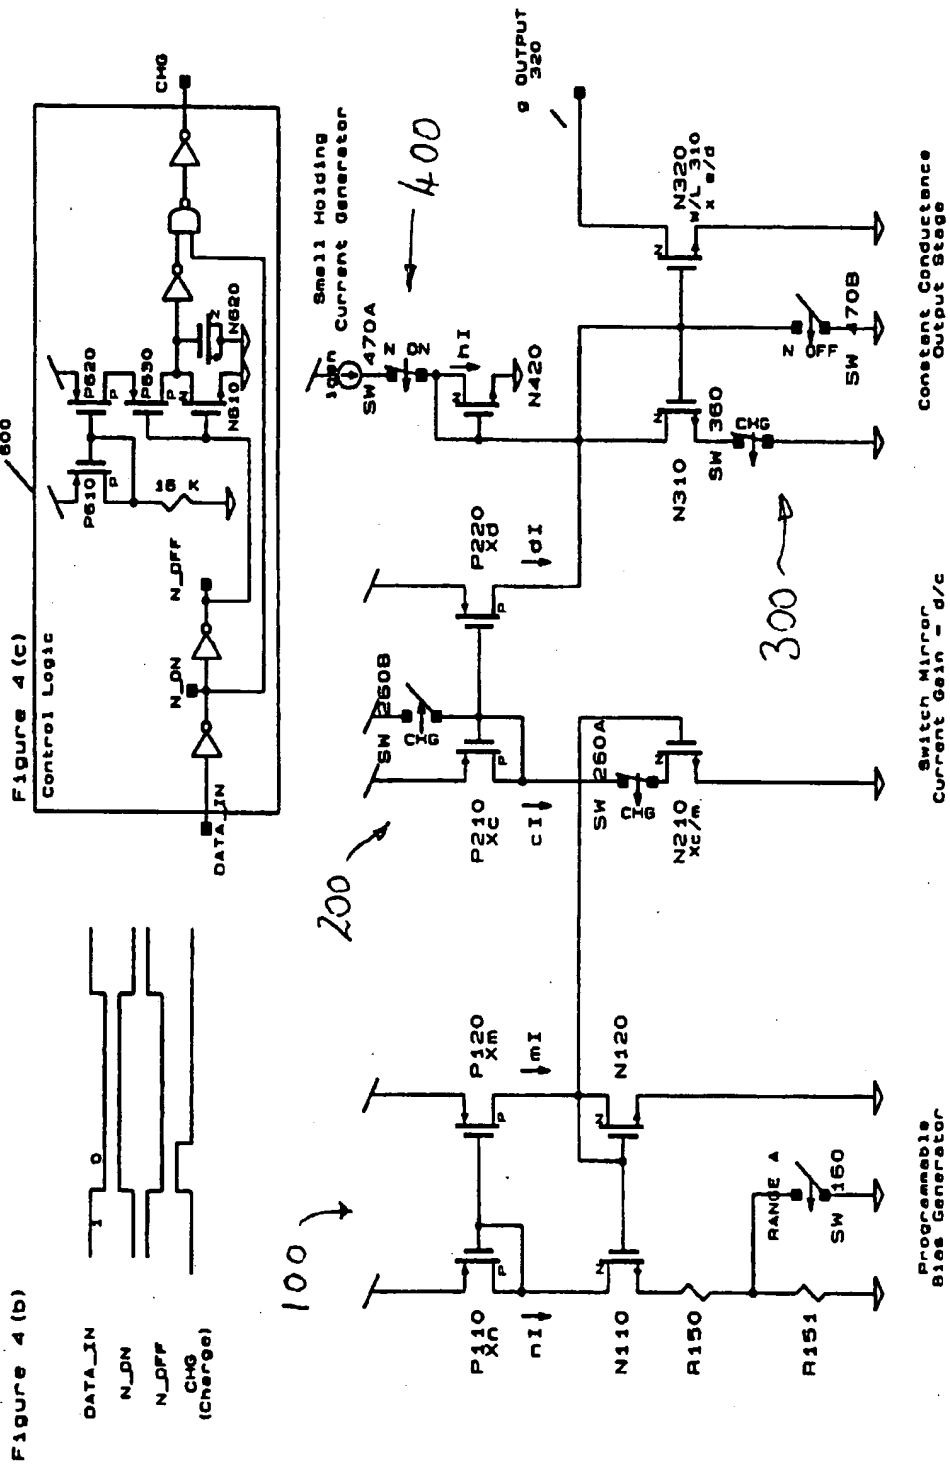 Figure 4 (b)
DATA_IN
N_ON
N_OFF
CHG
(Charge)
1
0
Figure 4 (c)
Control Logic
600
DATA_IN
N_ON
N_OFF
P610
P
15 K
P620
P
P630
P
N
N610
N
N620
CHG
100
P110
Xn
P
nI
N
N110
R150
R151
RANGE A
SW 160
P120
Xm
P
mI
N
N120
Programmable
Bias Generator
200
P210
Xc
P
cI
SW 260B
CHG
SW 260A
CHG
N
N210
Xc/m
P220
Xd
P
dI
Switch Mirror
Current Gain = d/c
Small Holding
Current Generator
400
SW 470A
N ON
hI
N
N420
300
N
N310
SW 360
CHG
N OFF
SW 470B
N
N320
W/L 310
x e/d
g OUTPUT
320
Constant Conductance
Output Stage